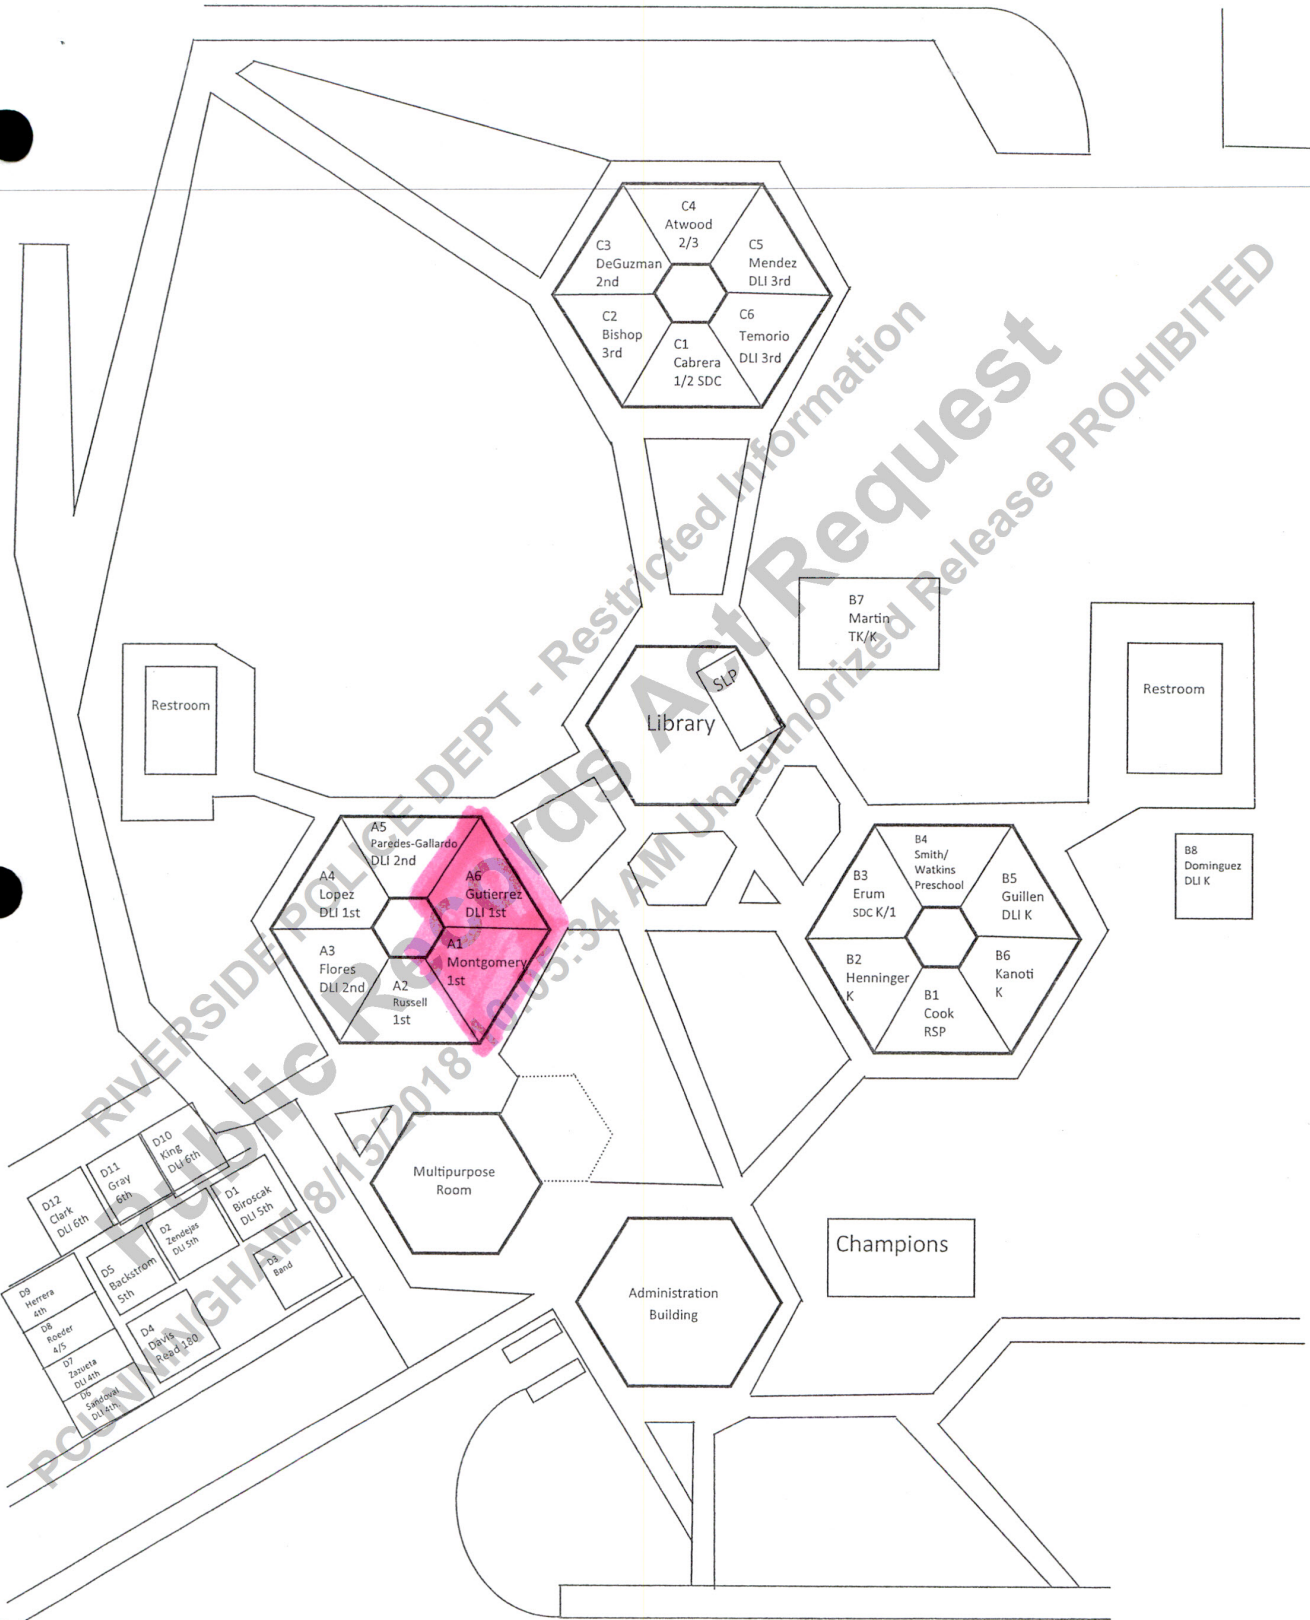 C4
Atwood
2/3
C3
DeGuzman
2nd
C5
Mendez
DLI 3rd
C2
Bishop
3rd
C6
Temorio
DLI 3rd
C1
Cabrera
1/2 SDC
B7
Martin
TK/K
Restroom
Restroom
SLP
Library
A5
Paredes-Gallardo
DLI 2nd
A4
Lopez
DLI 1st
A6
Gutierrez
DLI 1st
A3
Flores
DLI 2nd
A1
Montgomery
1st
A2
Russell
1st
B4
Smith/
Watkins
Preschool
B3
Erum
SDC K/1
B5
Guillen
DLI K
B2
Henninger
K
B6
Kanoti
K
B1
Cook
RSP
B8
Dominguez
DLI K
Multipurpose
Room
D10
King
DLI 6th
D11
Gray
6th
D12
Clark
DLI 6th
D1
Biroscak
DLI 5th
D2
Zendejas
DLI 5th
D3
Band
D5
Backstrom
5th
D4
Davis
Read 180
D9
Herrera
4th
D8
Roeder
4/5
D7
Zazueta
DLI 4th
D6
Sandoval
DLI 4th
Champions
Administration
Building
RIVERSIDE POLICE DEPT - Restricted Information
Public Records Act Request
PCUNNINGHAM 8/13/2018 10:05:34 AM Unauthorized Release PROHIBITED